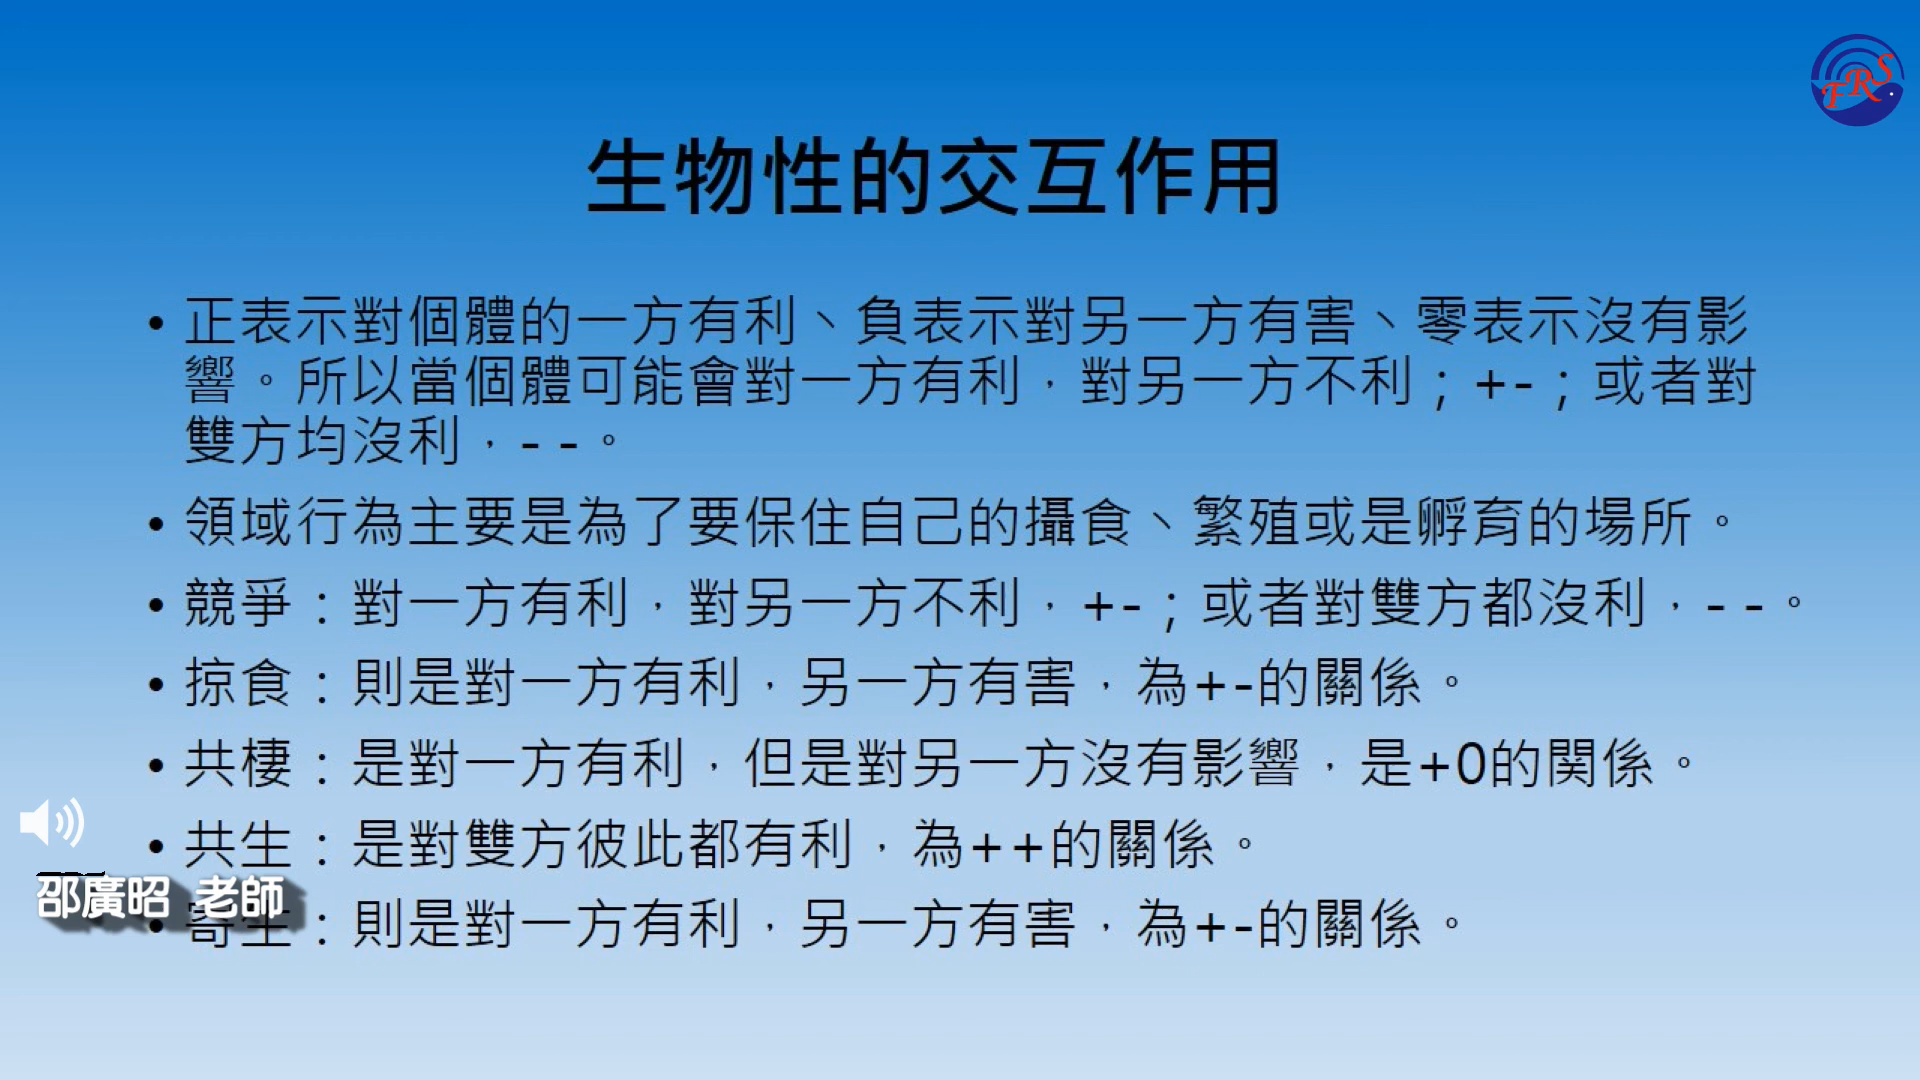 FRS
生物性的交互作用
• 正表示對個體的一方有利、負表示對另一方有害、零表示沒有影
響。所以當個體可能會對一方有利，對另一方不利；+-；或者對
雙方均沒利，- -。
• 領域行為主要是為了要保住自己的攝食、繁殖或是孵育的場所。
• 競爭：對一方有利，對另一方不利，+-；或者對雙方都沒利，- -。
• 掠食：則是對一方有利，另一方有害，為+-的關係。
• 共棲：是對一方有利，但是對另一方沒有影響，是+0的関係。
• 共生：是對雙方彼此都有利，為++的關係。
邵廣昭 老師
• 寄生：則是對一方有利，另一方有害，為+-的關係。